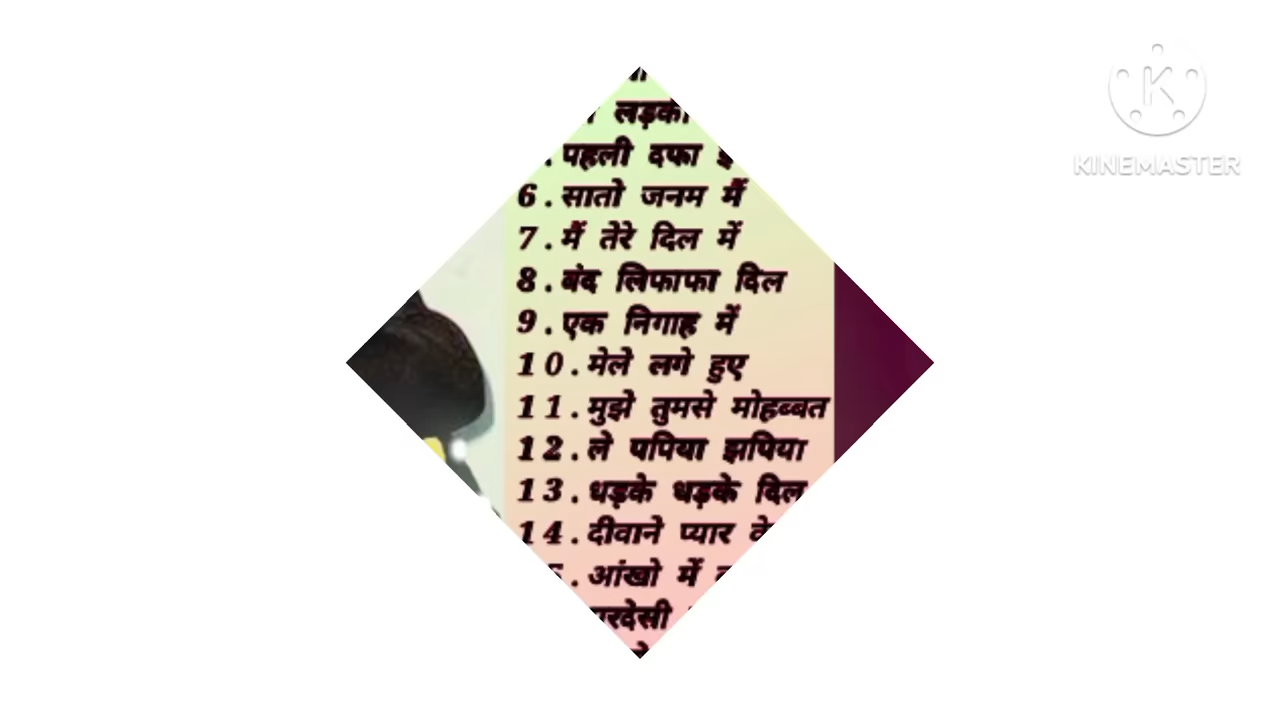 लड़की
KINEMASTER
पहली दफा
6. सातो जनम मैं
7. मैं तेरे दिल में
8. बंद लिफाफा दिल
9. एक निगाह में
10. मेले लगे हुए
11. मुझे तुमसे मोहब्बत
12. ले पपिया झपिया
13. धड़के धड़के दिल
14. दीवाने प्यार
. आंखो में